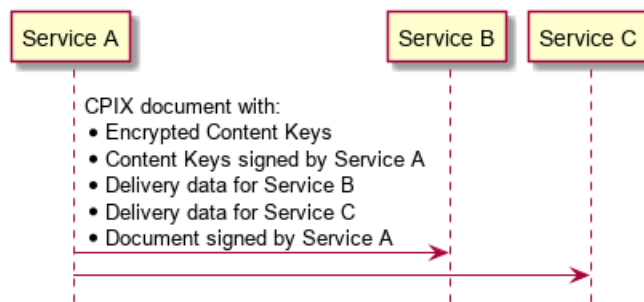 Service A
Service B
Service C
CPIX document with:
• Encrypted Content Keys
• Content Keys signed by Service A
• Delivery data for Service B
• Delivery data for Service C
• Document signed by Service A